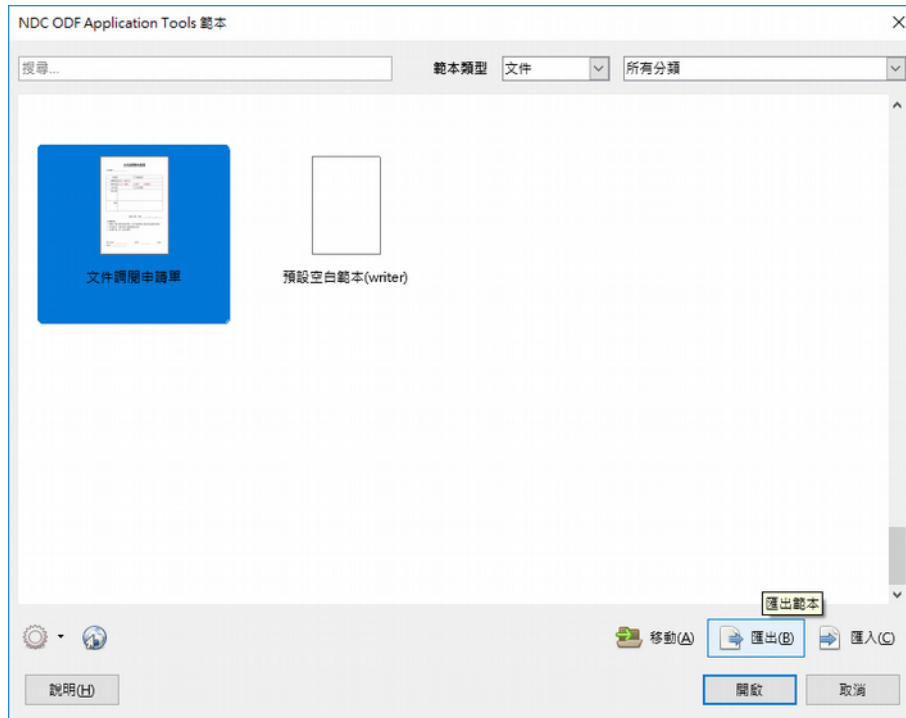 NDC ODF Application Tools 範本
搜尋...
範本類型 文件 所有分類
文件調閱申請單 預設空白範本(writer)
匯出範本
移動(A) 匯出(B) 匯入(C)
說明(H) 開啟 取消